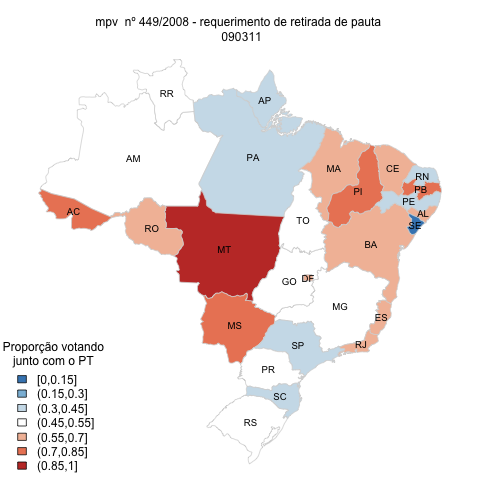 mpv nº 449/2008 - requerimento de retirada de pauta
090311
RR
AP
AM
PA
MA
CE
RN
PB
PI
PE
AL
SE
AC
RO
TO
BA
MT
GO
DF
MG
MS
ES
SP
RJ
PR
SC
RS
Proporção votando
junto com o PT
[0,0.15]
(0.15,0.3]
(0.3,0.45]
(0.45,0.55]
(0.55,0.7]
(0.7,0.85]
(0.85,1]